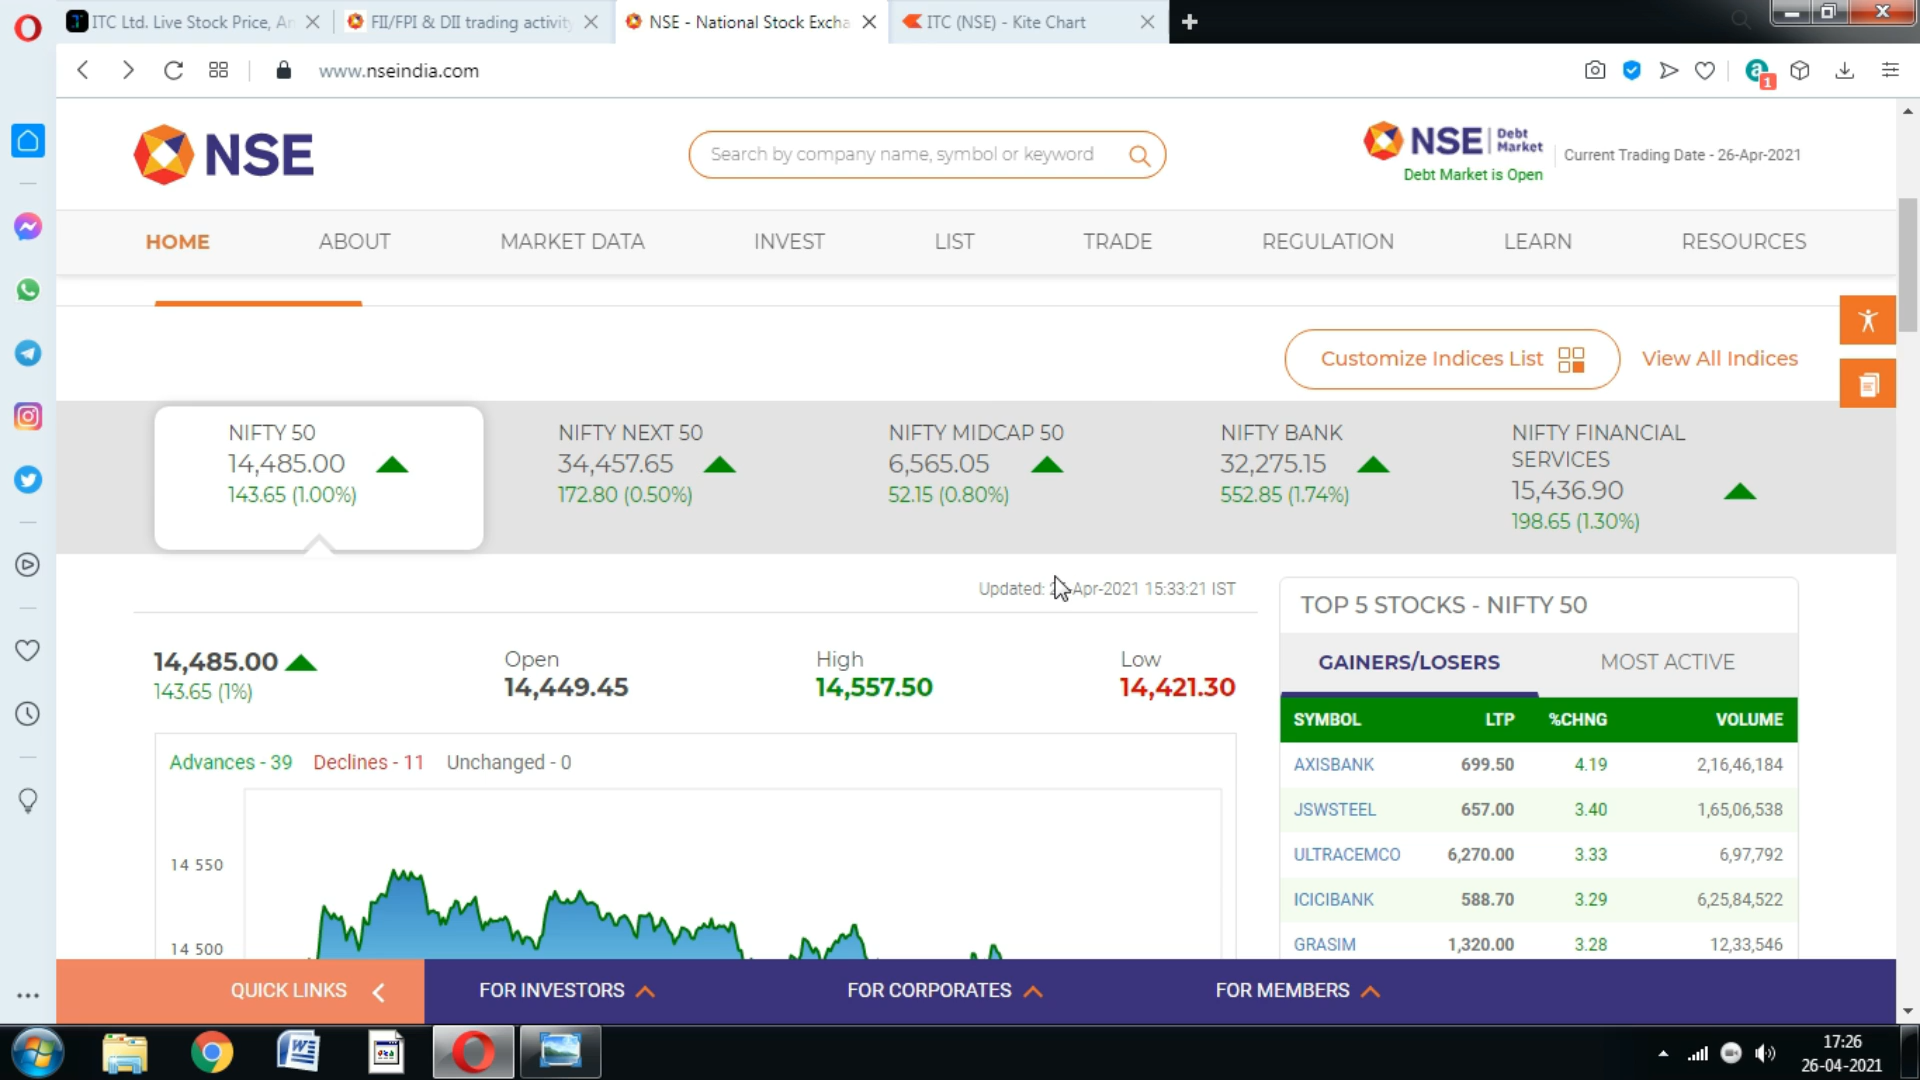 ITC Ltd. Live Stock Price, An
FII/FPI & DII trading activity
NSE - National Stock Excha
ITC (NSE) - Kite Chart
www.nseindia.com
a
1
NSE
Search by company name, symbol or keyword
NSE
Debt
Market
Debt Market is Open
Current Trading Date - 26-Apr-2021
HOME
ABOUT
MARKET DATA
INVEST
LIST
TRADE
REGULATION
LEARN
RESOURCES
Customize Indices List
View All Indices
NIFTY 50
14,485.00
143.65 (1.00%)
NIFTY NEXT 50
34,457.65
172.80 (0.50%)
NIFTY MIDCAP 50
6,565.05
52.15 (0.80%)
NIFTY BANK
32,275.15
552.85 (1.74%)
NIFTY FINANCIAL
SERVICES
15,436.90
198.65 (1.30%)
Updated: Apr-2021 15:33:21 IST
14,485.00
143.65 (1%)
Open
14,449.45
High
14,557.50
Low
14,421.30
Advances - 39 Declines - 11 Unchanged - 0
14 550
14 500
TOP 5 STOCKS - NIFTY 50
GAINERS/LOSERS MOST ACTIVE
SYMBOL LTP %CHNG VOLUME
AXISBANK 699.50 4.19 2,16,46,184
JSWSTEEL 657.00 3.40 1,65,06,538
ULTRACEMCO 6,270.00 3.33 6,97,792
ICICIBANK 588.70 3.29 6,25,84,522
GRASIM 1,320.00 3.28 12,33,546
QUICK LINKS
FOR INVESTORS
FOR CORPORATES
FOR MEMBERS
17:26
26-04-2021